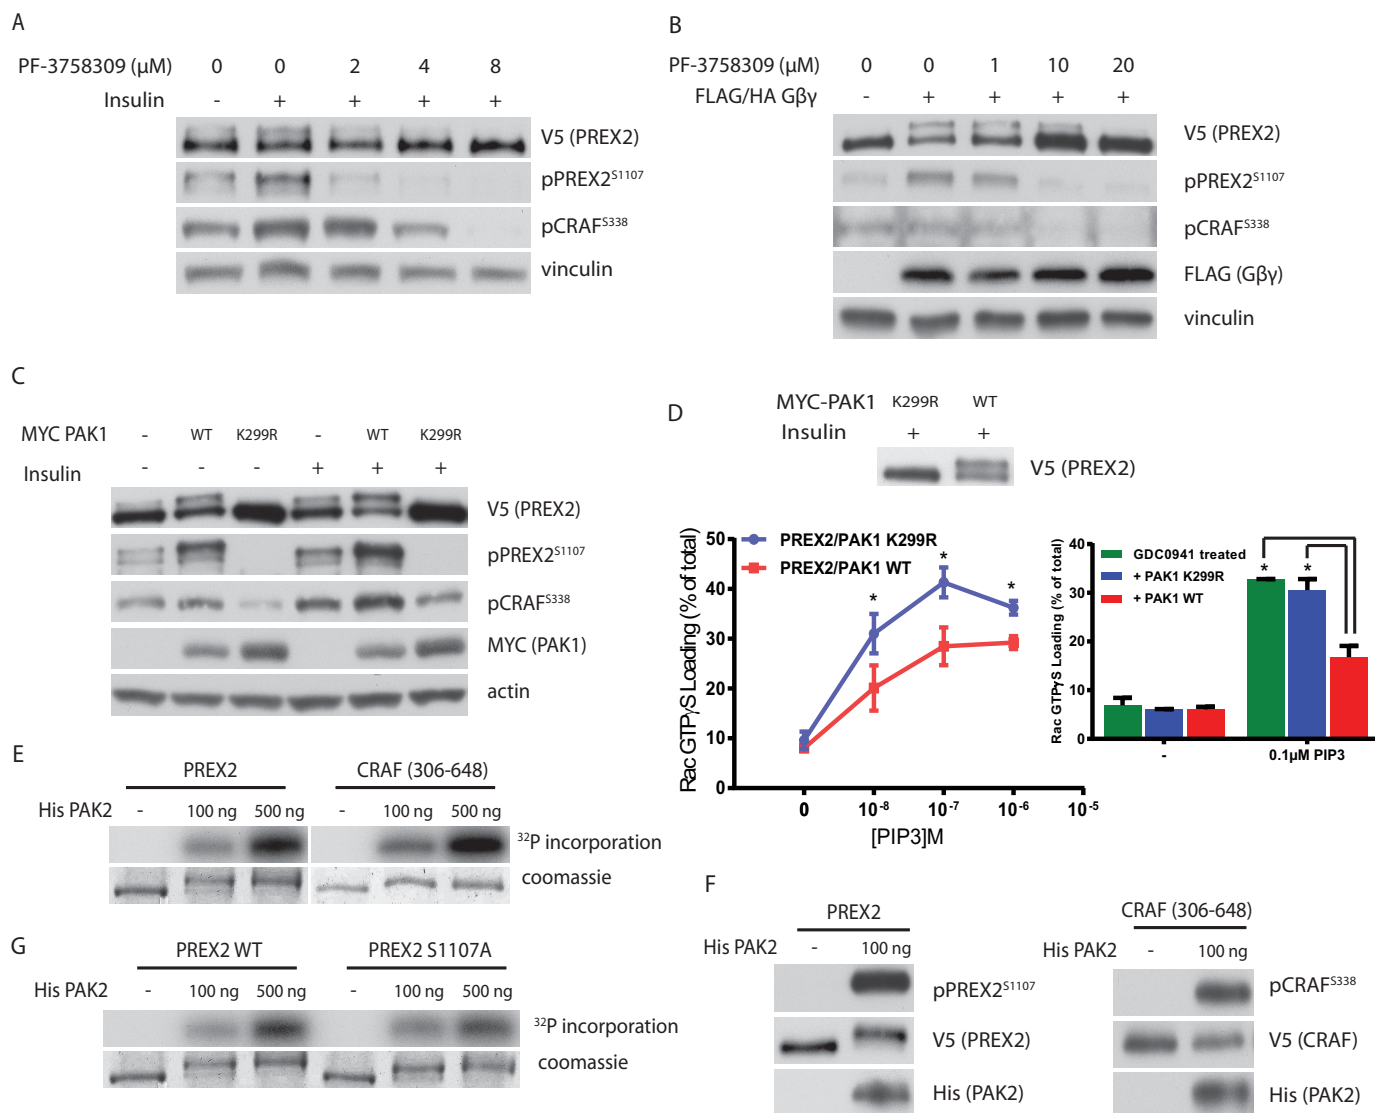 A
PF-3758309 (μM) 0 0 2 4 8
Insulin - + + + +
V5 (PREX2)
pPREX2S1107
pCRAFS338
vinculin
B
PF-3758309 (μM) 0 0 1 10 20
FLAG/HA Gβγ - + + + +
V5 (PREX2)
pPREX2S1107
pCRAFS338
FLAG (Gβγ)
vinculin
C
MYC PAK1 - WT K299R - WT K299R
Insulin - - - + + +
V5 (PREX2)
pPREX2S1107
pCRAFS338
MYC (PAK1)
actin
D
MYC-PAK1 K299R WT
Insulin + +
V5 (PREX2)
Rac GTPγS Loading (% of total)
50
40
30
20
10
0
PREX2/PAK1 K299R
PREX2/PAK1 WT
* * *
0 10-8 10-7 10-6 10-5
[PIP3]M
Rac GTPγS Loading (% of total)
40
30
20
10
0
GDC0941 treated
+ PAK1 K299R
+ PAK1 WT
* *
- 0.1μM PIP3
E
PREX2 CRAF (306-648)
His PAK2 - 100 ng 500 ng - 100 ng 500 ng
32P incorporation
coomassie
F
PREX2 CRAF (306-648)
His PAK2 - 100 ng His PAK2 - 100 ng
pPREX2S1107 pCRAFS338
V5 (PREX2) V5 (CRAF)
His (PAK2) His (PAK2)
G
PREX2 WT PREX2 S1107A
His PAK2 - 100 ng 500 ng - 100 ng 500 ng
32P incorporation
coomassie